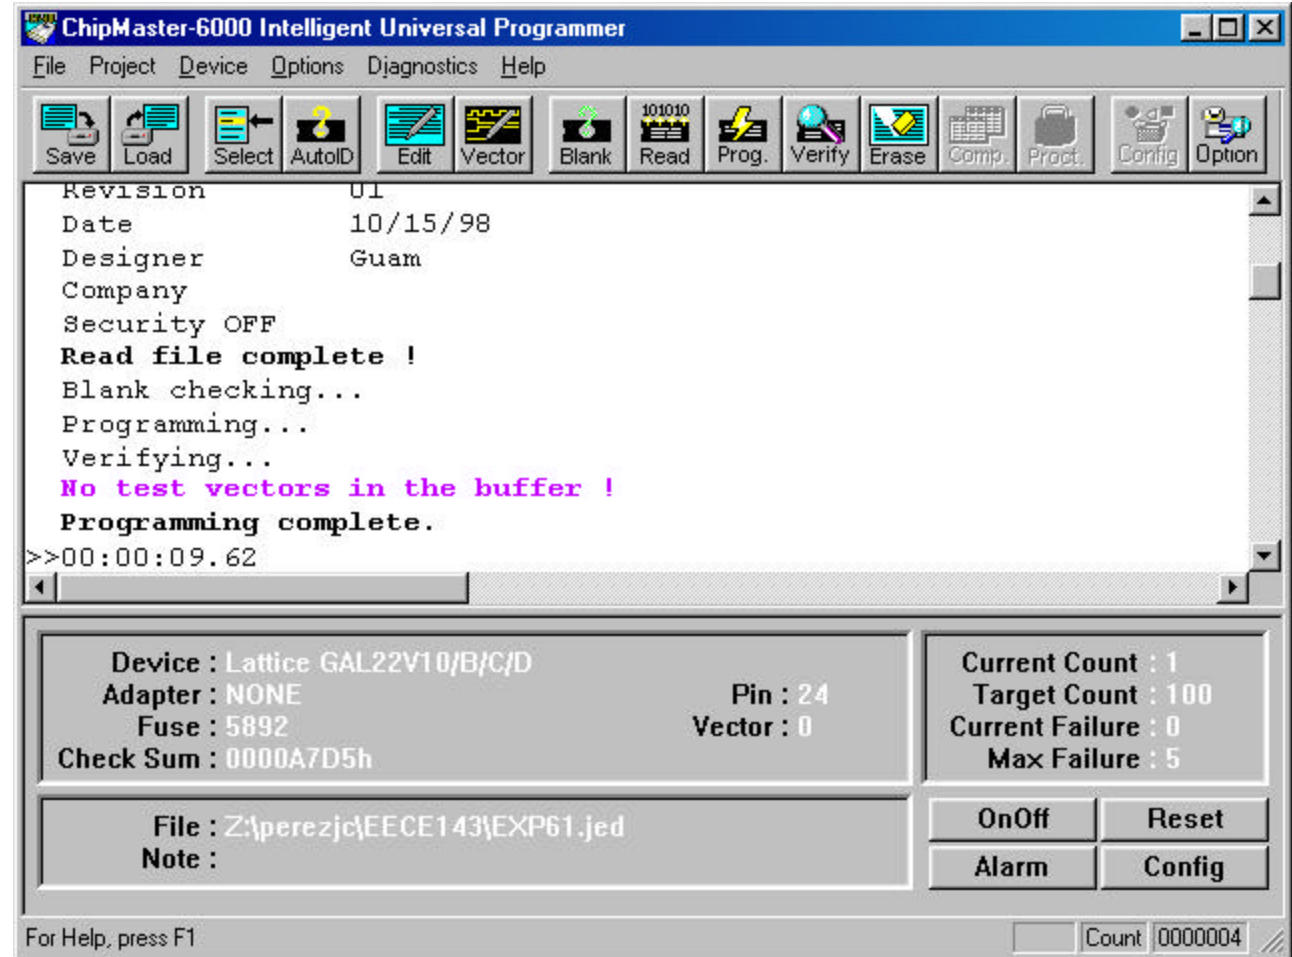 ChipMaster-6000 Intelligent Universal Programmer
File Project Device Options Diagnostics Help
101010
Save Load Select AutoID Edit Vector Blank Read Prog. Verify Erase Comp. Proct. Config Option
Revision 01
Date 10/15/98
Designer Guam
Company
Security OFF
Read file complete !
Blank checking...
Programming...
Verifying...
No test vectors in the buffer !
Programming complete.
>>00:00:09.62
Device : Lattice GAL22V10/B/C/D
Adapter : NONE Pin : 24
Fuse : 5892 Vector : 0
Check Sum : 0000A7D5h
Current Count : 1
Target Count : 100
Current Failure : 0
Max Failure : 5
File : Z:\perezjc\EECE143\EXP61.jed
Note :
OnOff Reset
Alarm Config
For Help, press F1 Count 0000004